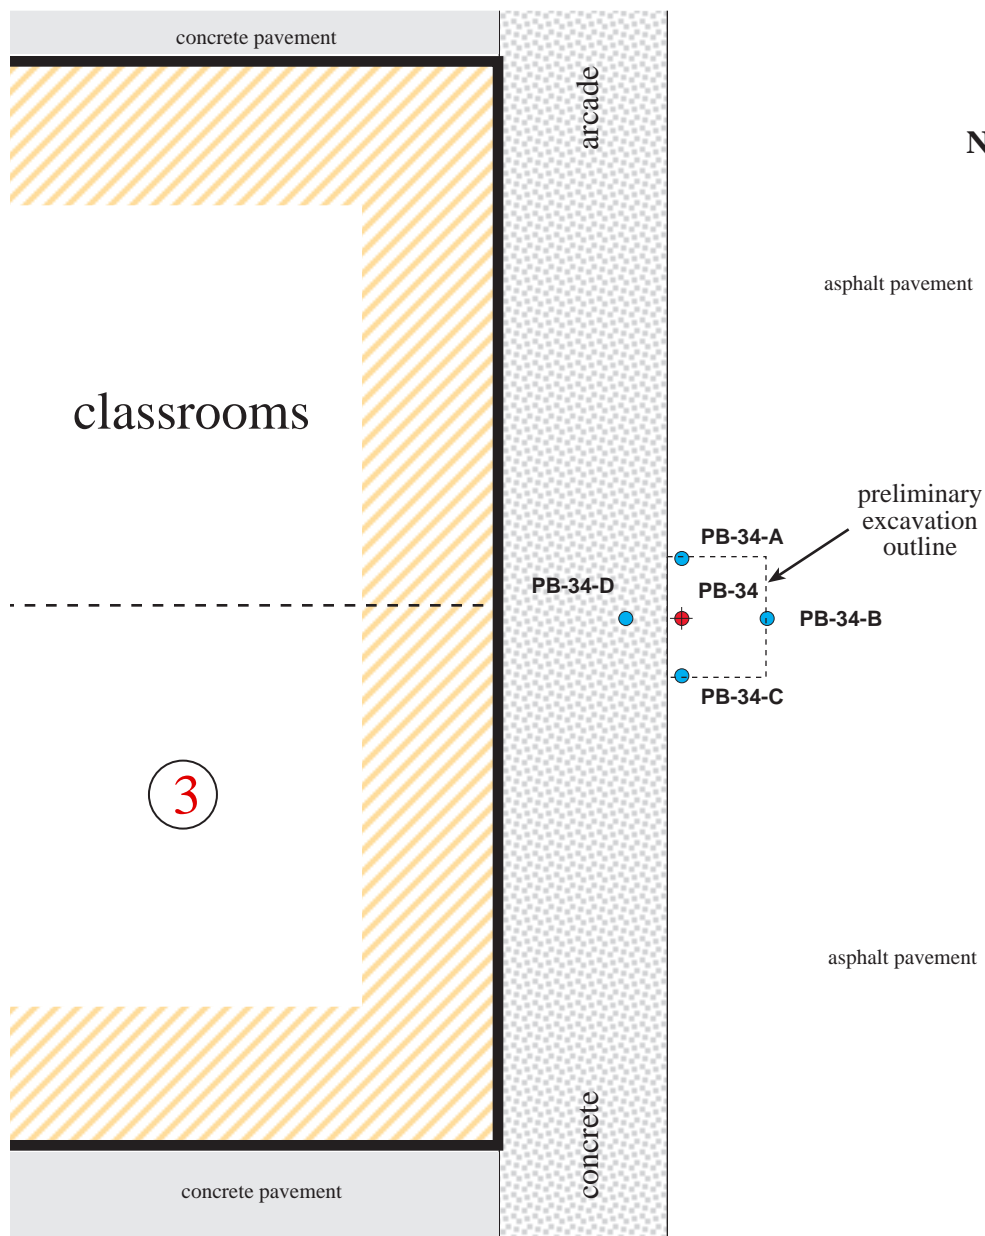 concrete pavement
arcade
N
asphalt pavement
classrooms
preliminary
excavation
outline
PB-34-A
PB-34-D
PB-34
PB-34-B
PB-34-C
3
asphalt pavement
concrete
concrete pavement